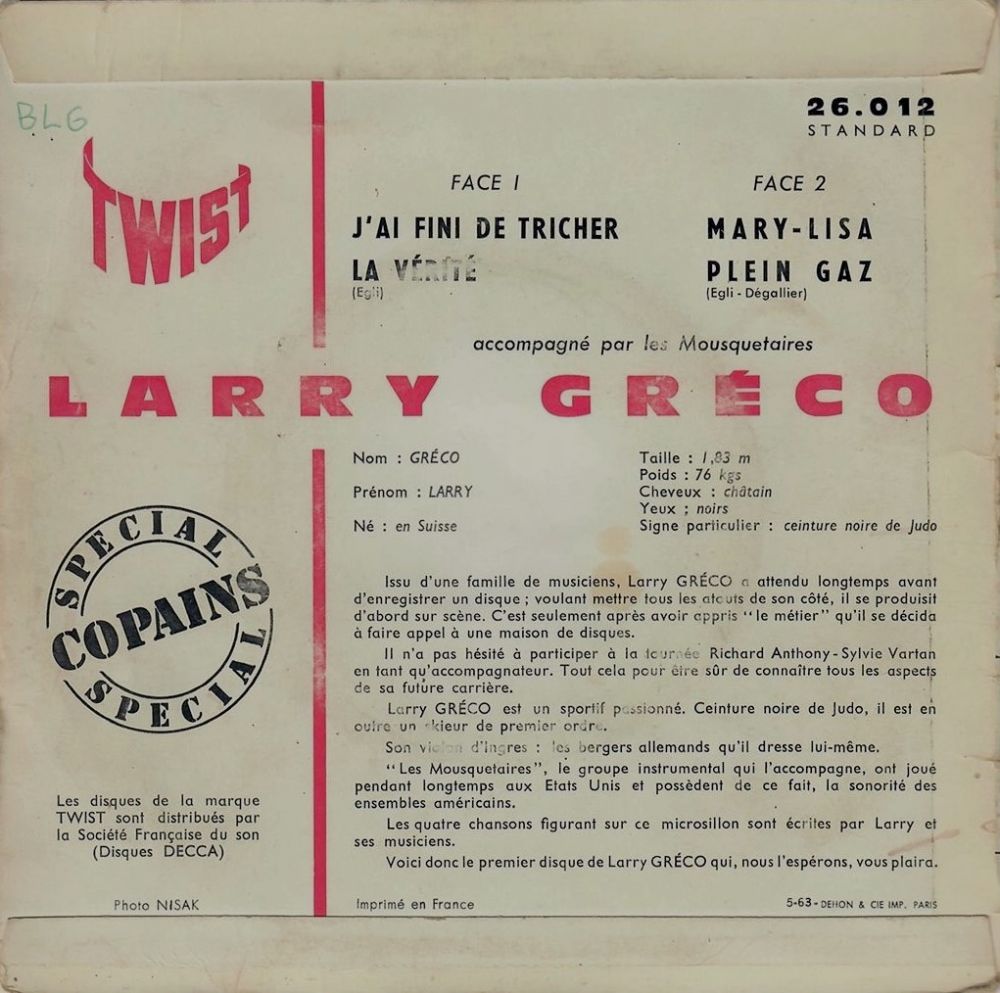 BLG
TWIST
26.012
STANDARD
FACE 1
J'AI FINI DE TRICHER
LA VÉRITÉ
(Egli)
FACE 2
MARY-LISA
PLEIN GAZ
(Egli - Dégallier)
accompagné par les Mousquetaires
LARRY GRÉCO
Nom : GRÉCO
Prénom : LARRY
Né : en Suisse
Taille : 1,83 m
Poids : 76 kgs
Cheveux : châtain
Yeux ; noirs
Signe particulier : ceinture noire de Judo
SPECIAL
COPAINS
SPECIAL
Issu d'une famille de musiciens, Larry GRÉCO a attendu longtemps avant
d'enregistrer un disque ; voulant mettre tous les atouts de son côté, il se produisit
d'abord sur scène. C'est seulement après avoir appris "le métier" qu'il se décida
à faire appel à une maison de disques.
Il n'a pas hésité à participer à la tournée Richard Anthony-Sylvie Vartan
en tant qu'accompagnateur. Tout cela pour être sûr de connaître tous les aspects
de sa future carrière.
Larry GRÉCO est un sportif passionné. Ceinture noire de Judo, il est en
outre un skieur de premier ordre.
Son violon d'Ingres : les bergers allemands qu'il dresse lui-même.
"Les Mousquetaires", le groupe instrumental qui l'accompagne, ont joué
pendant longtemps aux Etats Unis et possèdent de ce fait, la sonorité des
ensembles américains.
Les quatre chansons figurant sur ce microsillon sont écrites par Larry et
ses musiciens.
Voici donc le premier disque de Larry GRÉCO qui, nous l'espérons, vous plaira.
Les disques de la marque
TWIST sont distribués par
la Société Française du son
(Disques DECCA)
Photo NISAK
Imprimé en France
5-63 - DEHON & CIE IMP. PARIS